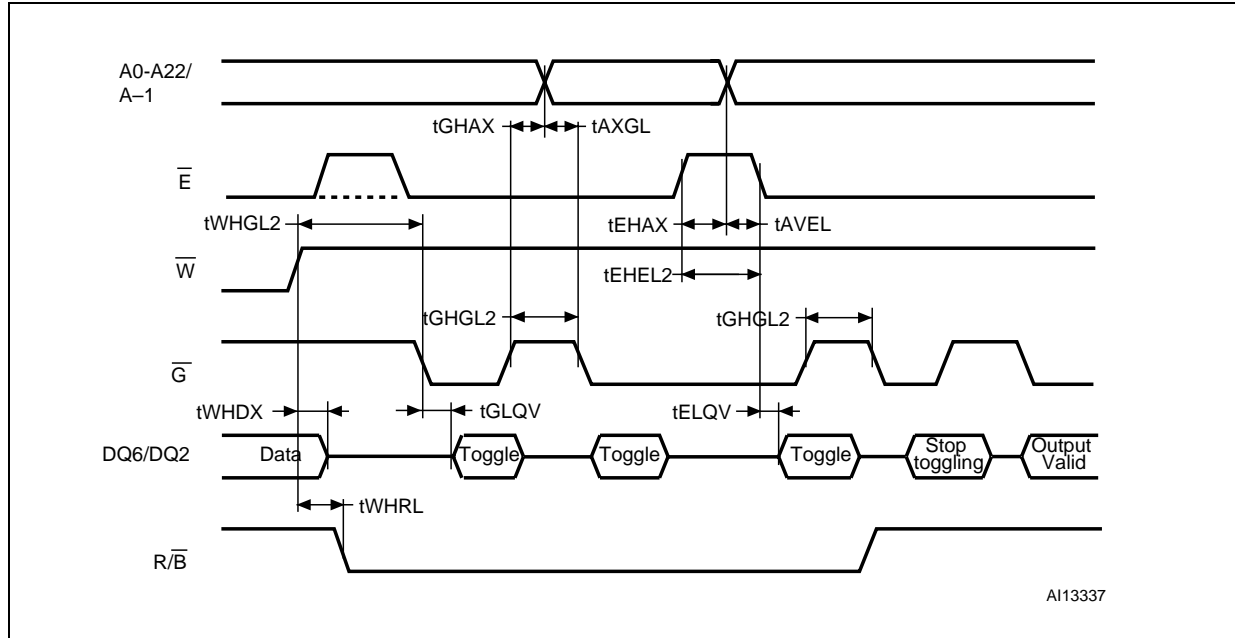 A0-A22/
A–1
tGHAX
tAXGL
E̅
tWHGL2
tEHAX
tAVEL
W̅
tEHEL2
tGHGL2
tGHGL2
G̅
tWHDX
tGLQV
tELQV
DQ6/DQ2
Data
Toggle
Toggle
Toggle
Stop
toggling
Output
Valid
tWHRL
R/B̅
AI13337